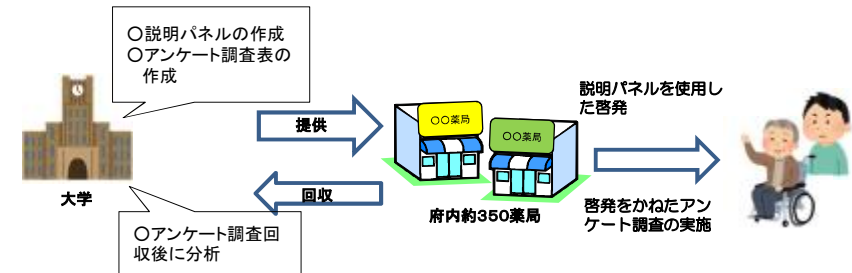 〇説明パネルの作成
〇アンケート調査表の
作成
大学
提供
回収
〇アンケート調査回
収後に分析
〇〇薬局
〇〇薬局
府内約350薬局
説明パネルを使用し
た啓発
啓発をかねたアン
ケート調査の実施